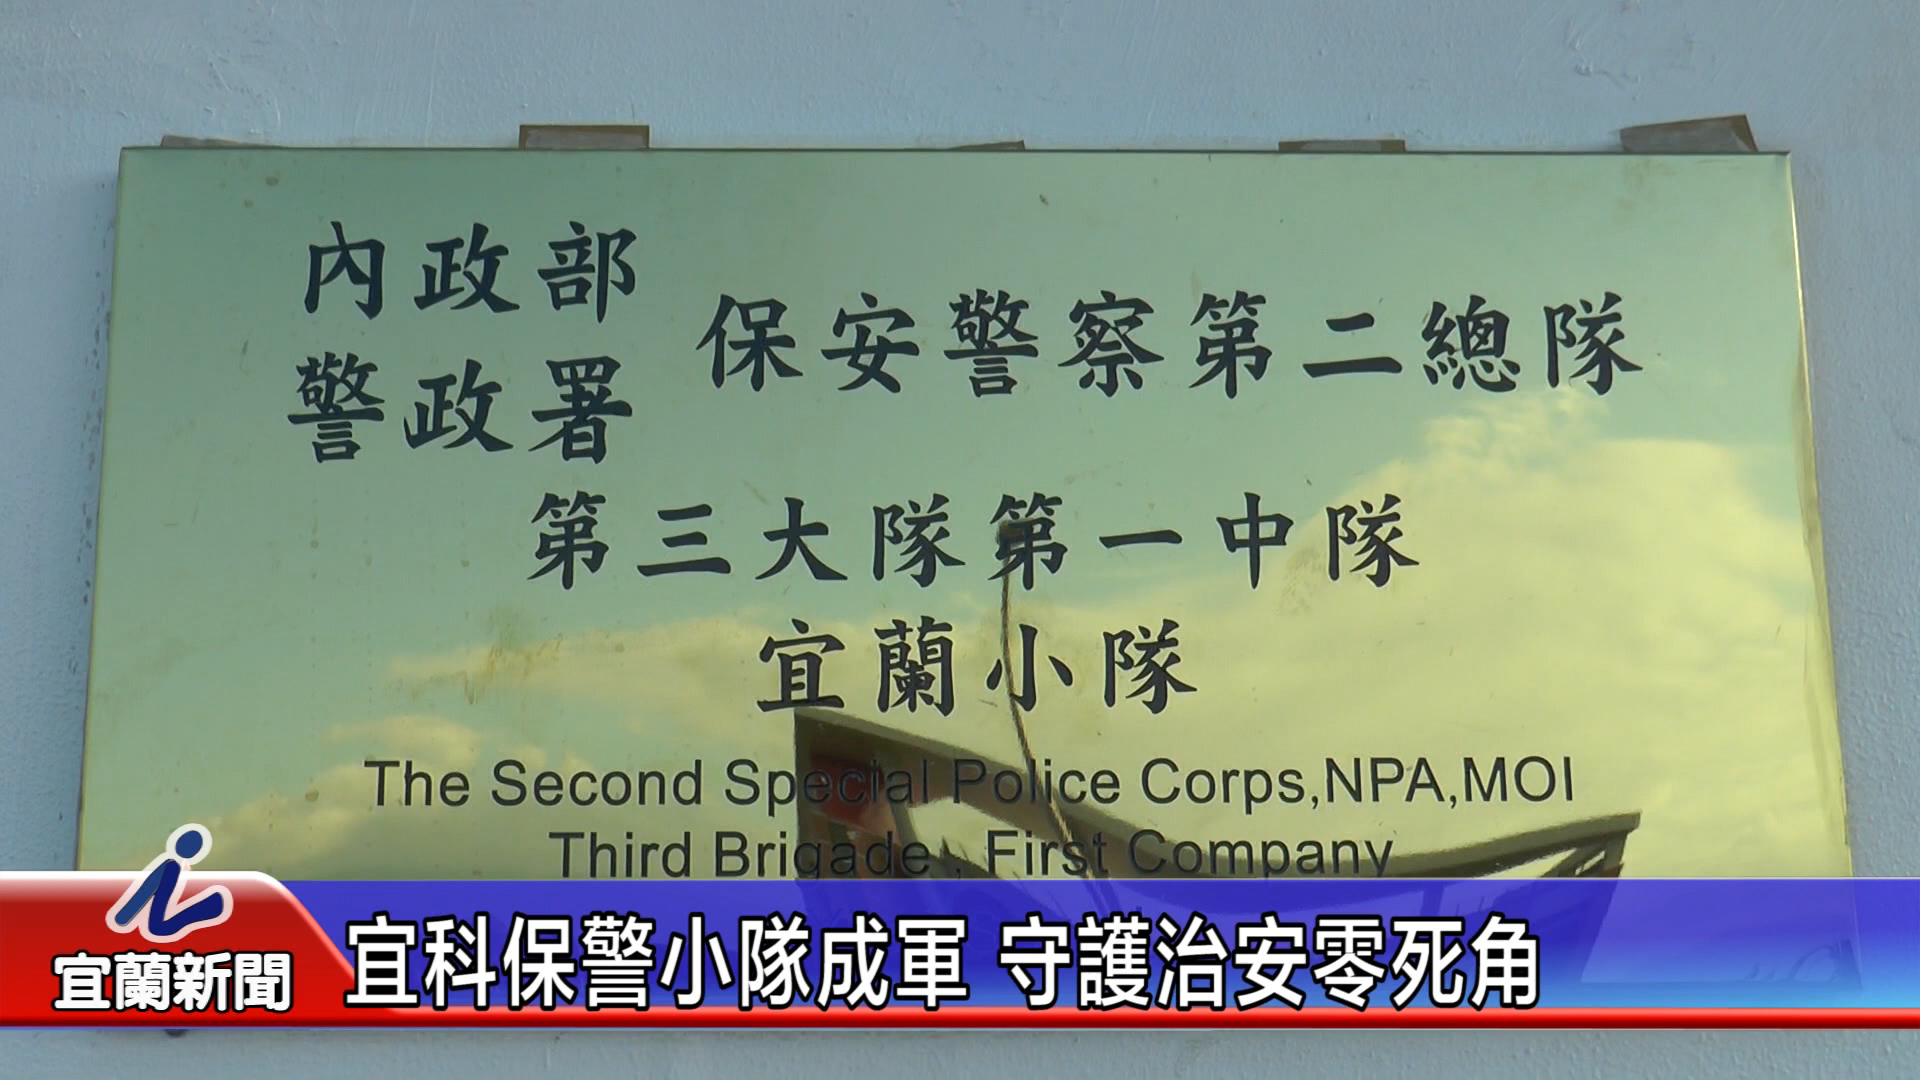 內政部
警政署
保安警察第二總隊
第三大隊第一中隊
宜蘭小隊
The Second Special Police Corps,NPA,MOI
Third Brigade , First Company
宜蘭新聞
宜科保警小隊成軍 守護治安零死角